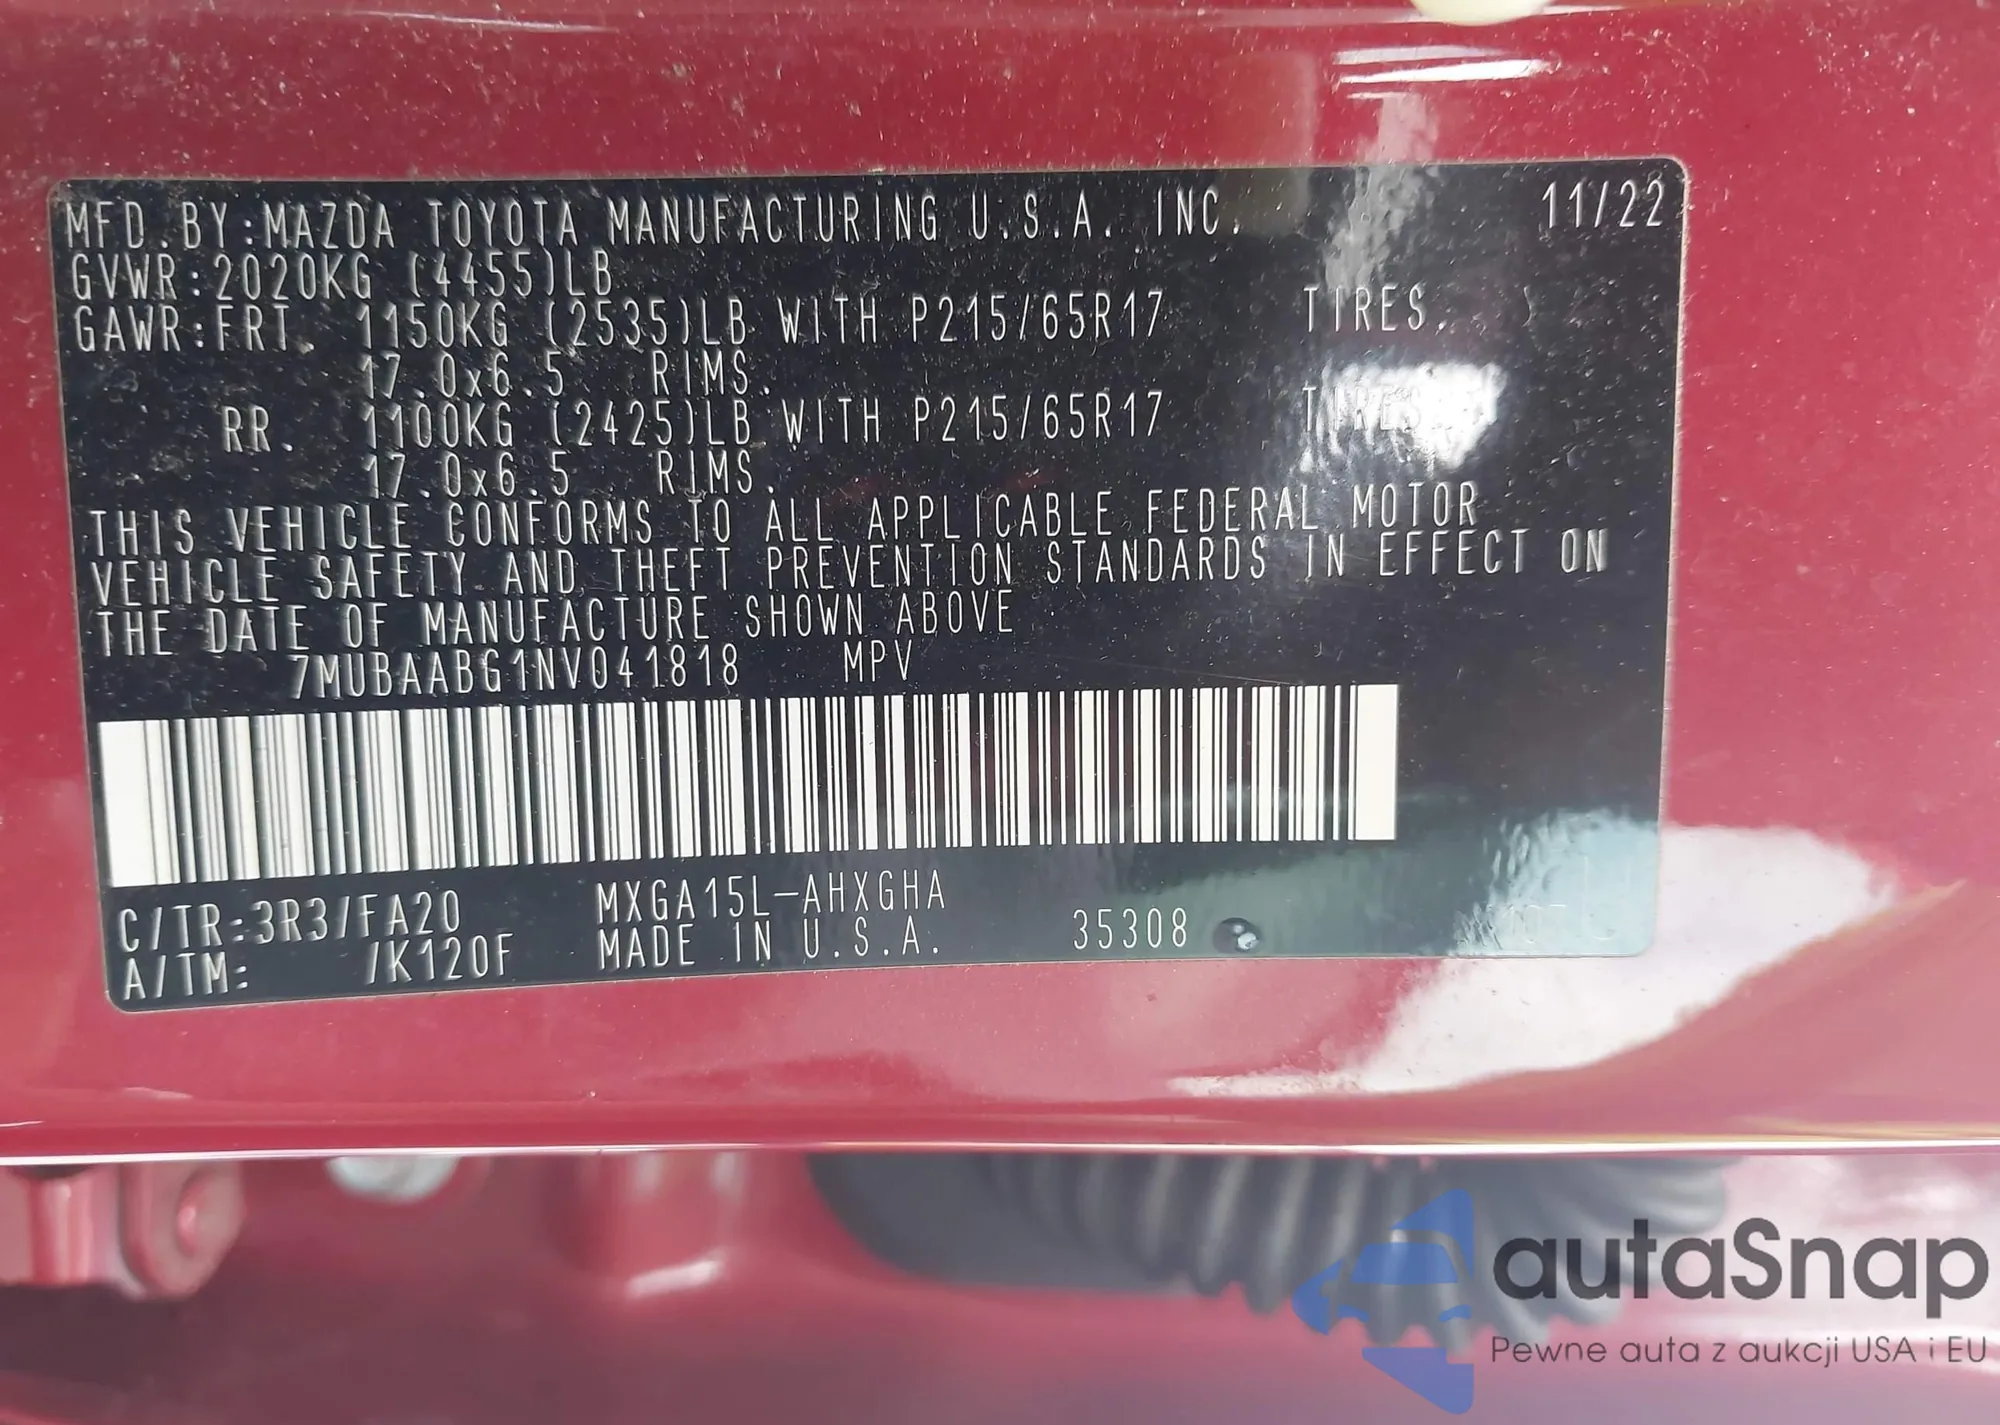 MFD.BY:MAZDA TOYOTA MANUFACTURING U.S.A. INC. 11/22
GVWR:2020KG (4455)LB
GAWR:FRT. 1150KG (2535)LB WITH P215/65R17 TIRES.
17.0x6.5 RIMS.
RR. 1100KG (2425)LB WITH P215/65R17 TIRES
17.0x6.5 RIMS.
THIS VEHICLE CONFORMS TO ALL APPLICABLE FEDERAL MOTOR
VEHICLE SAFETY AND THEFT PREVENTION STANDARDS IN EFFECT ON
THE DATE OF MANUFACTURE SHOWN ABOVE
7MUBAABG1NV041818 MPV
C/TR:3R3/FA20 MXGA15L-AHXGHA
A/TM: /K120F MADE IN U.S.A. 35308
autaSnap
Pewne auta z aukcji USA i EU